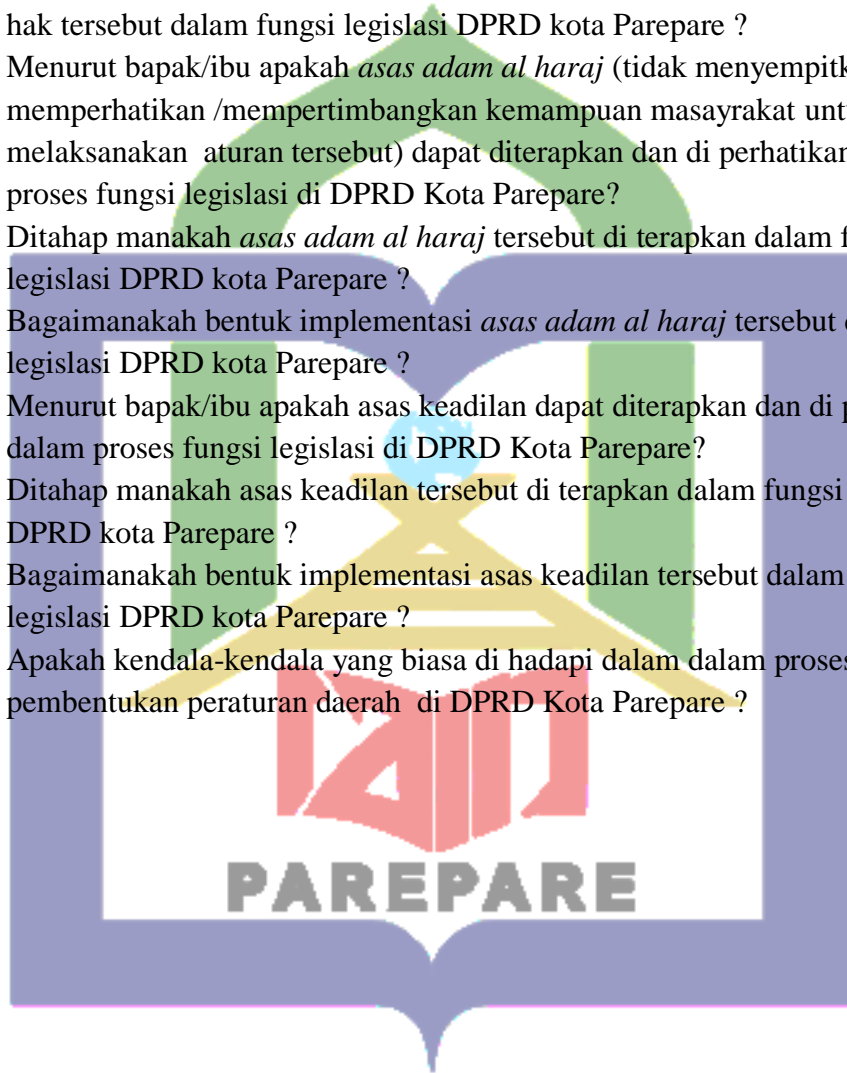 hak tersebut dalam fungsi legislasi DPRD kota Parepare ?
Menurut bapak/ibu apakah asas adam al haraj (tidak menyempitk
memperhatikan /mempertimbangkan kemampuan masayrakat unt
melaksanakan  aturan tersebut) dapat diterapkan dan di perhatikan
proses fungsi legislasi di DPRD Kota Parepare?
Ditahap manakah asas adam al haraj tersebut di terapkan dalam f
legislasi DPRD kota Parepare ?
Bagaimanakah bentuk implementasi asas adam al haraj tersebut
legislasi DPRD kota Parepare ?
Menurut bapak/ibu apakah asas keadilan dapat diterapkan dan di p
dalam proses fungsi legislasi di DPRD Kota Parepare?
Ditahap manakah asas keadilan tersebut di terapkan dalam fungsi
DPRD kota Parepare ?
Bagaimanakah bentuk implementasi asas keadilan tersebut dalam
legislasi DPRD kota Parepare ?
Apakah kendala-kendala yang biasa di hadapi dalam dalam proses
pembentukan peraturan daerah  di DPRD Kota Parepare ?
PAREPARE